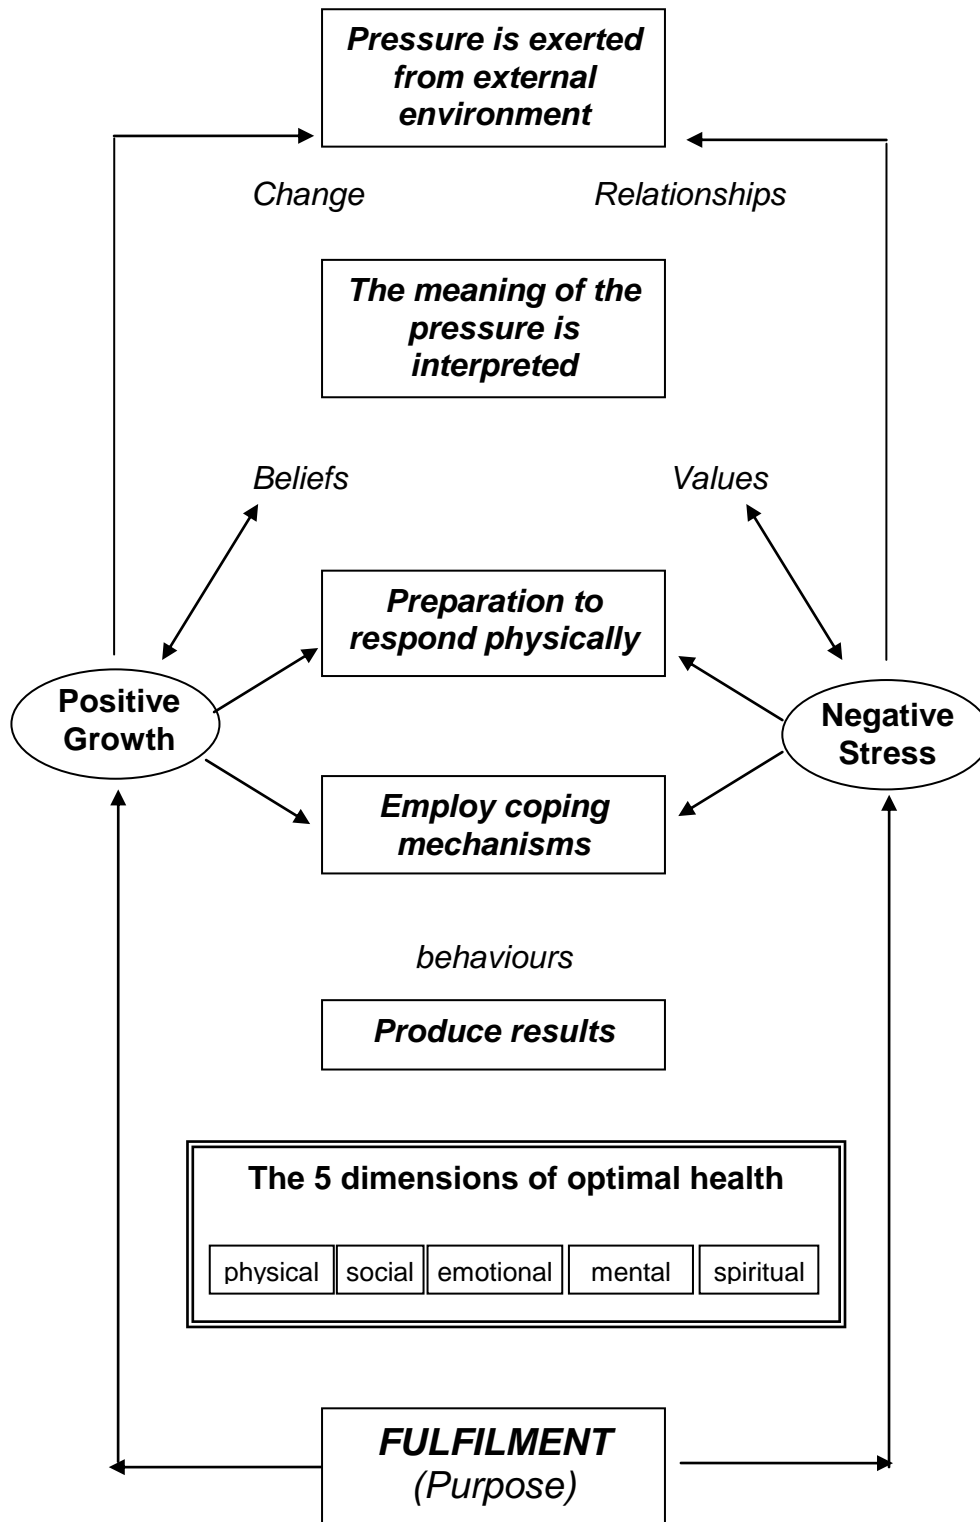 Pressure is exerted
from external
environment
Change
Relationships
The meaning of the
pressure is
interpreted
Beliefs
Values
Preparation to
respond physically
Positive
Growth
Negative
Stress
Employ coping
mechanisms
behaviours
Produce results
The 5 dimensions of optimal health
physical
social
emotional
mental
spiritual
FULFILMENT
(Purpose)